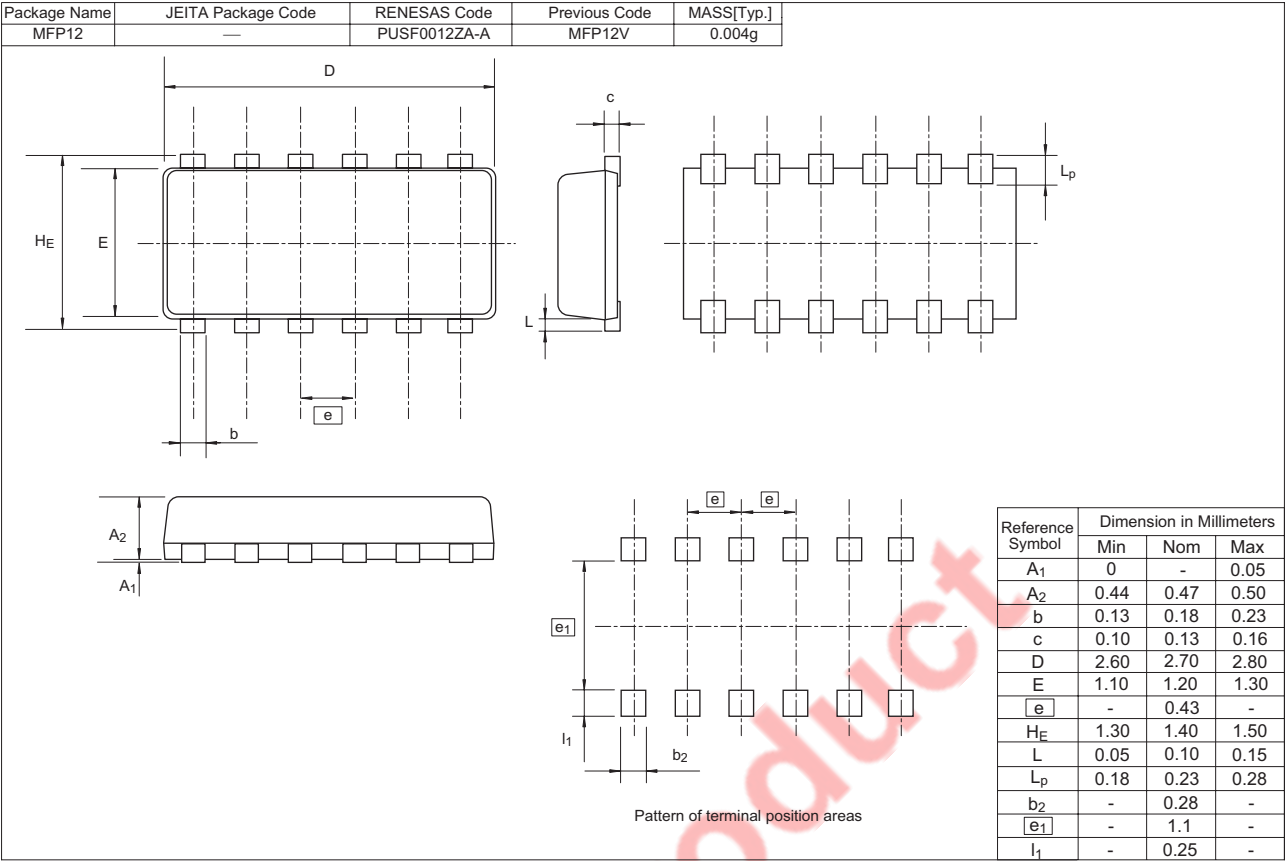 Package Name JEITA Package Code RENESAS Code Previous Code MASS[Typ.]
MFP12 — PUSF0012ZA-A MFP12V 0.004g
D
c
Lp
HE E
L
e
b
A2
A1
e e
e1
l1
b2
Pattern of terminal position areas
Reference Symbol Dimension in Millimeters
Min Nom Max
A1 0 - 0.05
A2 0.44 0.47 0.50
b 0.13 0.18 0.23
c 0.10 0.13 0.16
D 2.60 2.70 2.80
E 1.10 1.20 1.30
e - 0.43 -
HE 1.30 1.40 1.50
L 0.05 0.10 0.15
Lp 0.18 0.23 0.28
b2 - 0.28 -
e1 - 1.1 -
l1 - 0.25 -
oduct